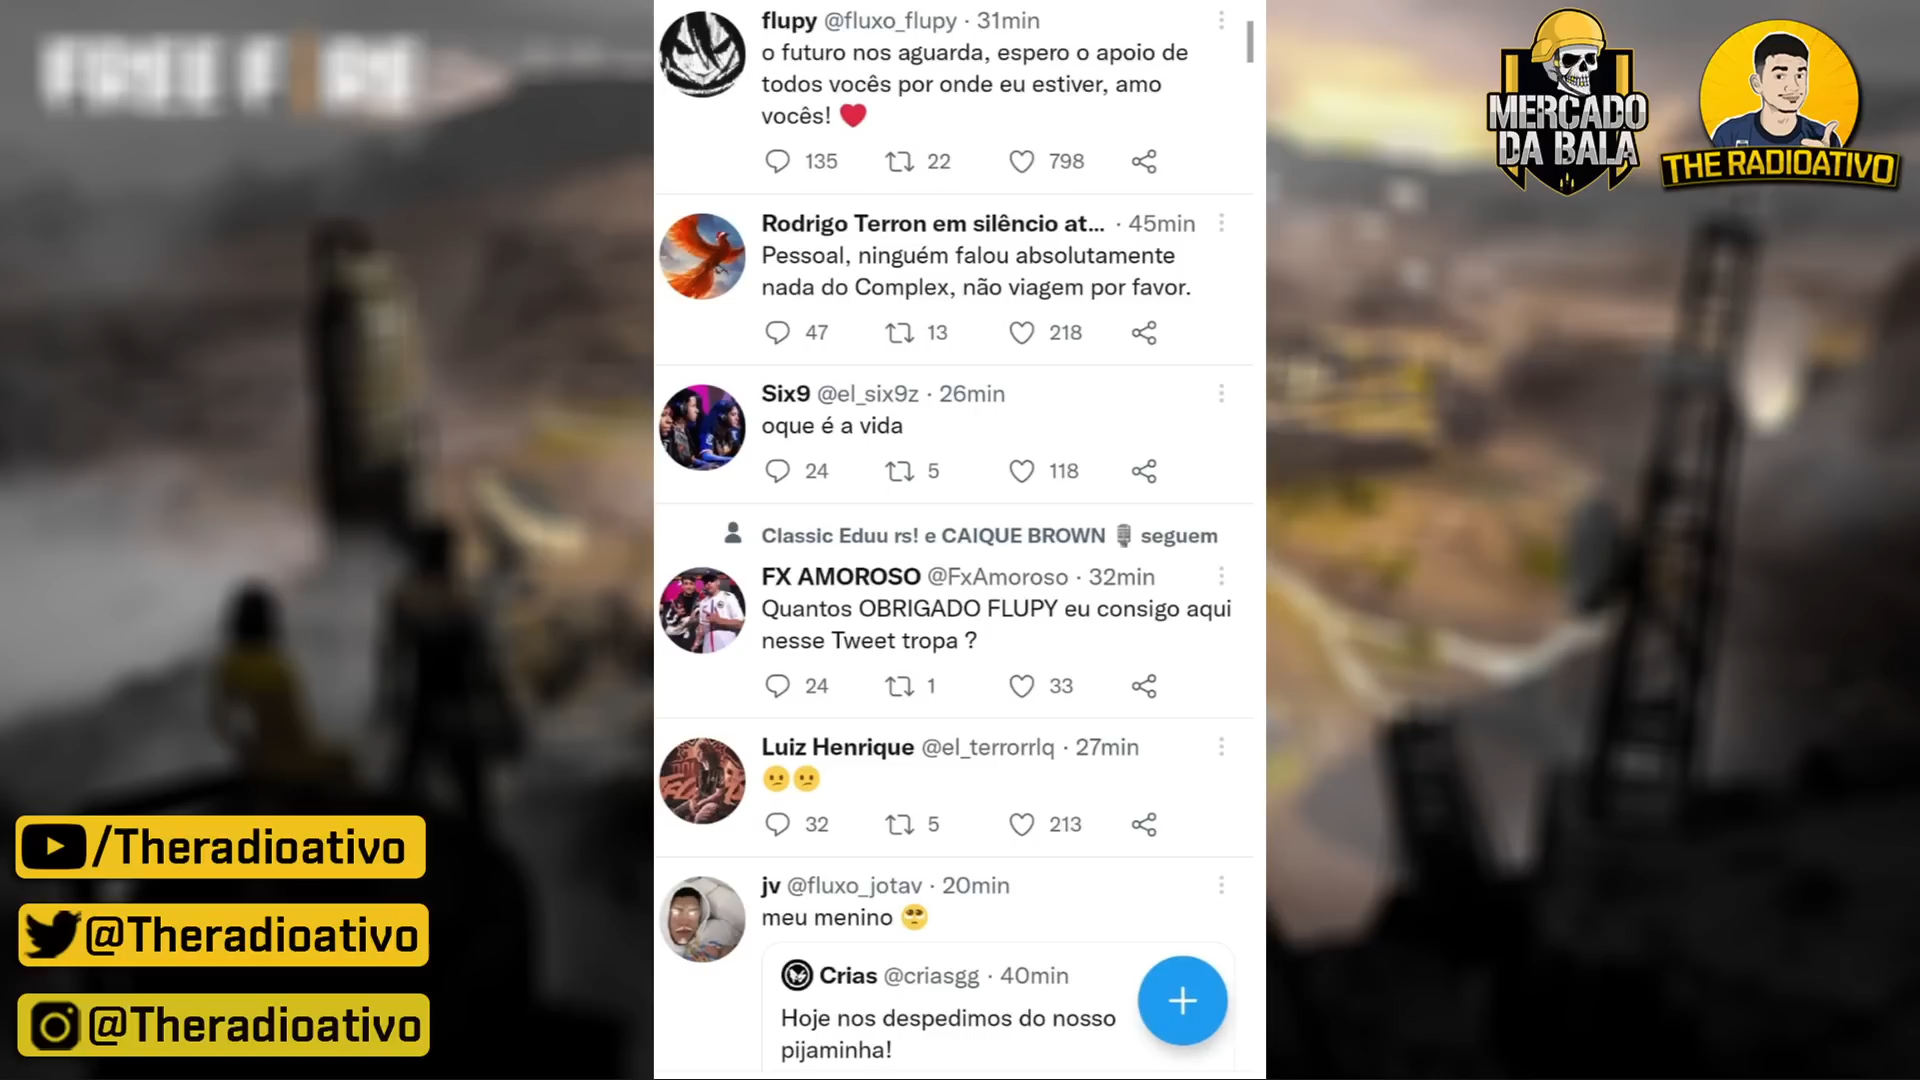 FREE FIRE
flupy @fluxo_flupy · 31min
o futuro nos aguarda, espero o apoio de
todos vocês por onde eu estiver, amo
vocês! ❤️
135 22 798
Rodrigo Terron em silêncio at... · 45min
Pessoal, ninguém falou absolutamente
nada do Complex, não viagem por favor.
47 13 218
Six9 @el_six9z · 26min
oque é a vida
24 5 118
Classic Eduu rs! e CAIQUE BROWN 🎙️ seguem
FX AMOROSO @FxAmoroso · 32min
Quantos OBRIGADO FLUPY eu consigo aqui
nesse Tweet tropa ?
24 1 33
Luiz Henrique @el_terrorrlq · 27min
😕😕
32 5 213
jv @fluxo_jotav · 20min
meu menino 🥺
Crias @criasgg · 40min
Hoje nos despedimos do nosso
pijaminha!
MERCADO
DA BALA
THE RADIOATIVO
/Theradioativo
@Theradioativo
@Theradioativo